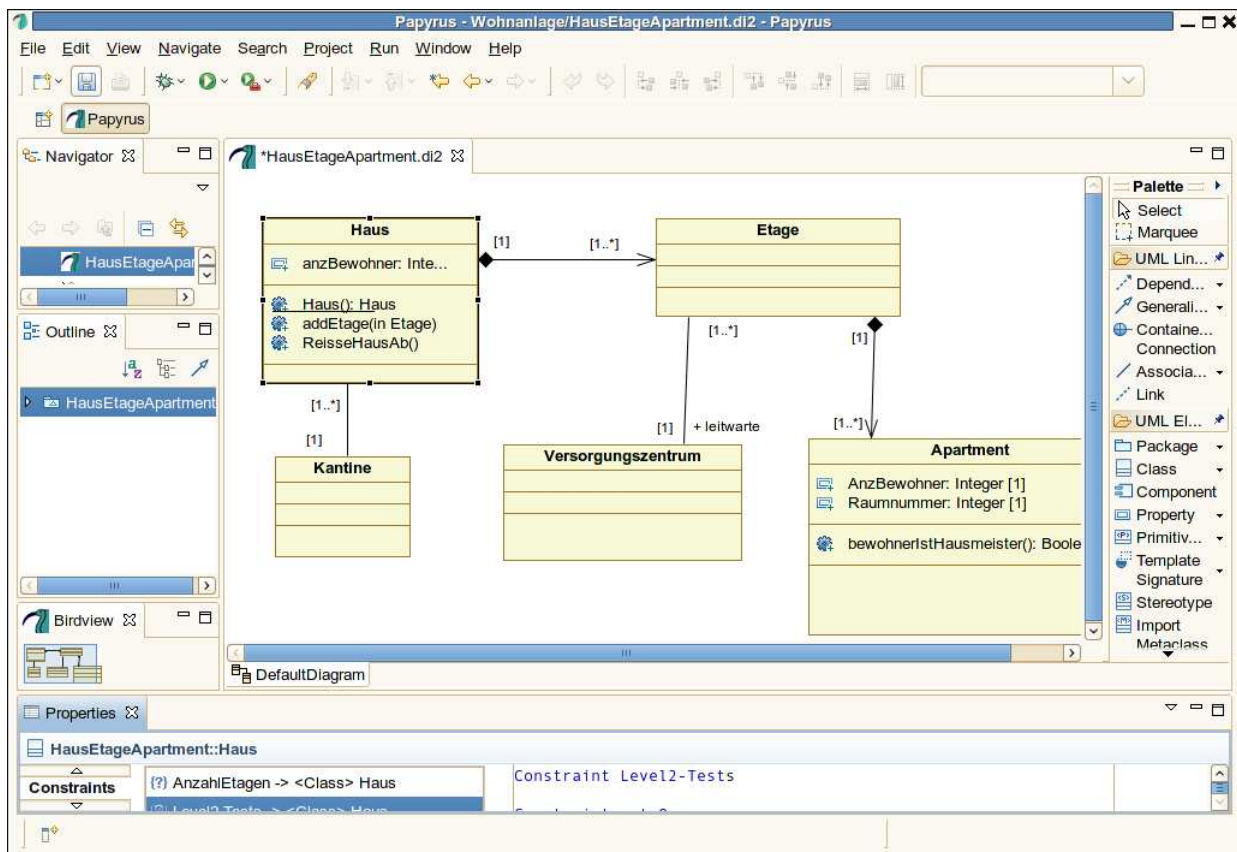 Papyrus - Wohnanlage/HausEtageApartment.di2 - Papyrus
File Edit View Navigate Search Project Run Window Help
Papyrus
Navigator
HausEtageApar
Outline
HausEtageApartment
Birdview
*HausEtageApartment.di2
Haus
anzBewohner: Inte...
Haus(): Haus
addEtage(in Etage)
ReisseHausAb()
[1]
[1..*]
Etage
[1..*]
[1]
[1..*]
[1]
[1] + leitwarte
[1..*]
Kantine
Versorgungszentrum
Apartment
AnzBewohner: Integer [1]
Raumnummer: Integer [1]
bewohnerIstHausmeister(): Boole
DefaultDiagram
Palette
Select
Marquee
UML Lin...
Depend...
Generali...
Containe...
Connection
Associa...
Link
UML El...
Package
Class
Component
Property
Primitiv...
Template
Signature
Stereotype
Import
Metaclass
Properties
HausEtageApartment::Haus
Constraints
{?} AnzahlEtagen -> <Class> Haus
Level2-Tests -> <Class> Haus
Constraint Level2-Tests